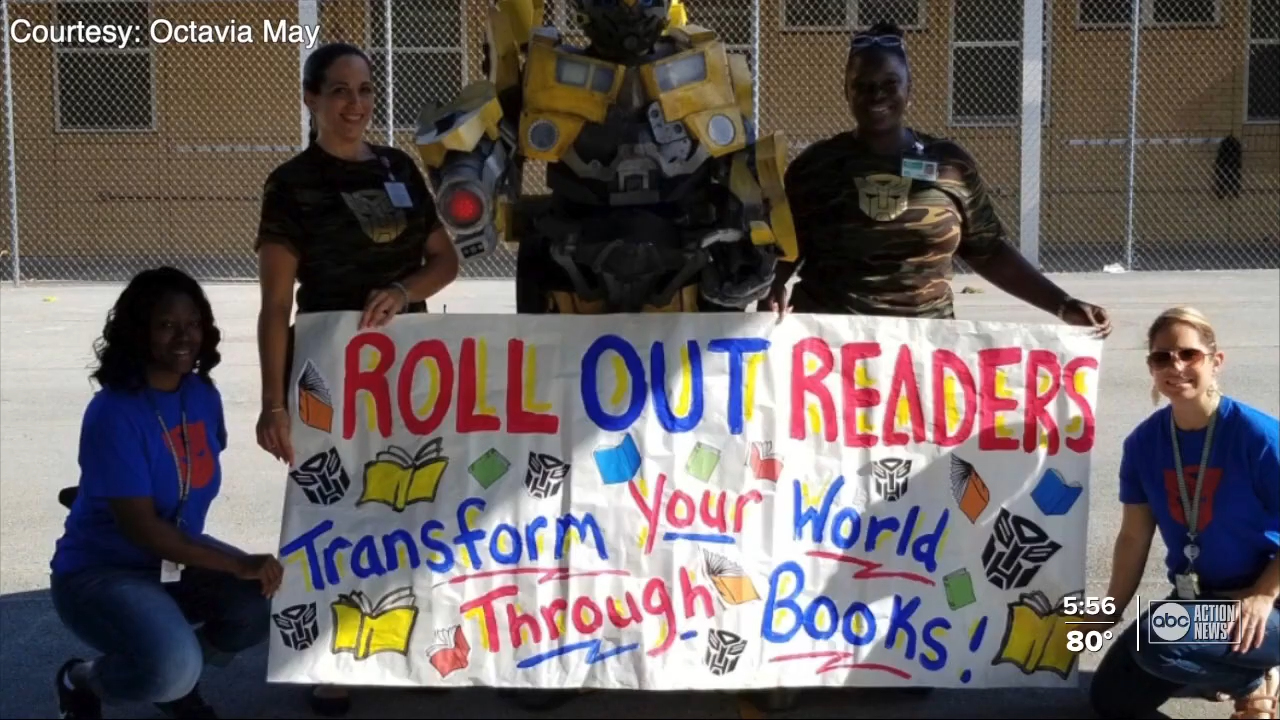 Courtesy: Octavia May
ROLL OUT READERS
Transform your World
Through Books!
5:56
80°
abc ACTION NEWS